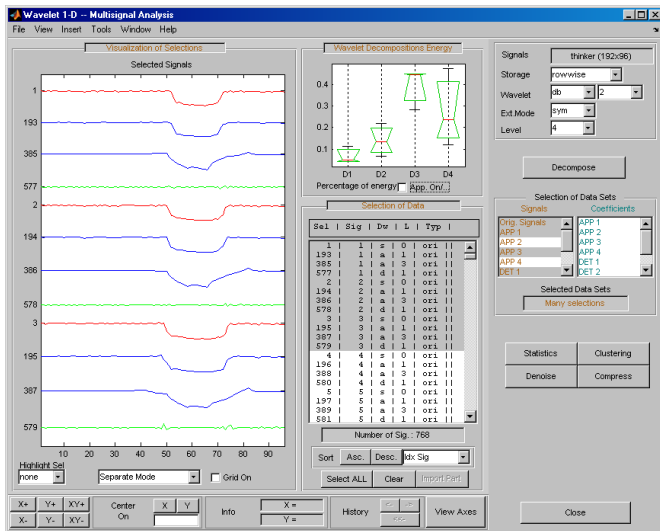 Wavelet 1-D -- Multisignal Analysis
File View Insert Tools Window Help
Visualization of Selections
Selected Signals
1
193
385
577
2
194
386
578
3
195
387
579
10 20 30 40 50 60 70 80 90
Highlight Sel
none
Separate Mode
Grid On
Wavelet Decompositions Energy
0.4
0.3
0.2
0.1
D1 D2 D3 D4
Percentage of energy
App. On/...
Selection of Data
Sel | Sig | Dw | L | Typ |
1 | 1 | s | 0 | ori ||
193 | 1 | a | 1 | ori ||
385 | 1 | a | 3 | ori ||
577 | 1 | d | 1 | ori ||
2 | 2 | s | 0 | ori ||
194 | 2 | a | 1 | ori ||
386 | 2 | a | 3 | ori ||
578 | 2 | d | 1 | ori ||
3 | 3 | s | 0 | ori ||
195 | 3 | a | 1 | ori ||
387 | 3 | a | 3 | ori ||
579 | 3 | d | 1 | ori ||
4 | 4 | s | 0 | ori ||
196 | 4 | a | 1 | ori ||
388 | 4 | a | 3 | ori ||
580 | 4 | d | 1 | ori ||
5 | 5 | s | 0 | ori ||
197 | 5 | a | 1 | ori ||
389 | 5 | a | 3 | ori ||
581 | 5 | d | 1 | ori ||
Number of Sig. : 768
Sort Asc. Desc. Idx Sig
Select ALL Clear Import Part.
Signals thinker (192x96)
Storage rowwise
Wavelet db 2
Ext.Mode sym
Level 4
Decompose
Selection of Data Sets
Signals Coefficients
Orig. Signals APP 1
APP 1 APP 2
APP 2 APP 3
APP 3 APP 4
APP 4 DET 1
DET 1 DET 2
Selected Data Sets
Many selections
Statistics Clustering
Denoise Compress
X+ Y+ XY+
X- Y- XY-
Center On
X Y
Info
X =
Y =
History
<- ->
<<-
View Axes
Close